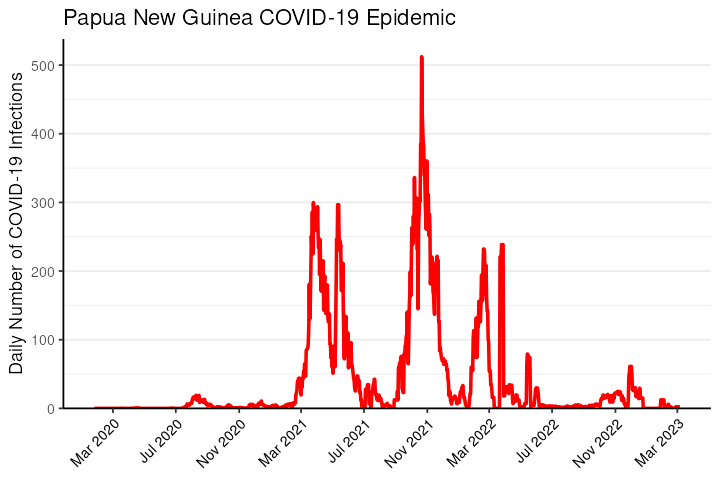 Papua New Guinea COVID-19 Epidemic
Daily Number of COVID-19 Infections
500
400
300
200
100
0
Mar 2020
Jul 2020
Nov 2020
Mar 2021
Jul 2021
Nov 2021
Mar 2022
Jul 2022
Nov 2022
Mar 2023